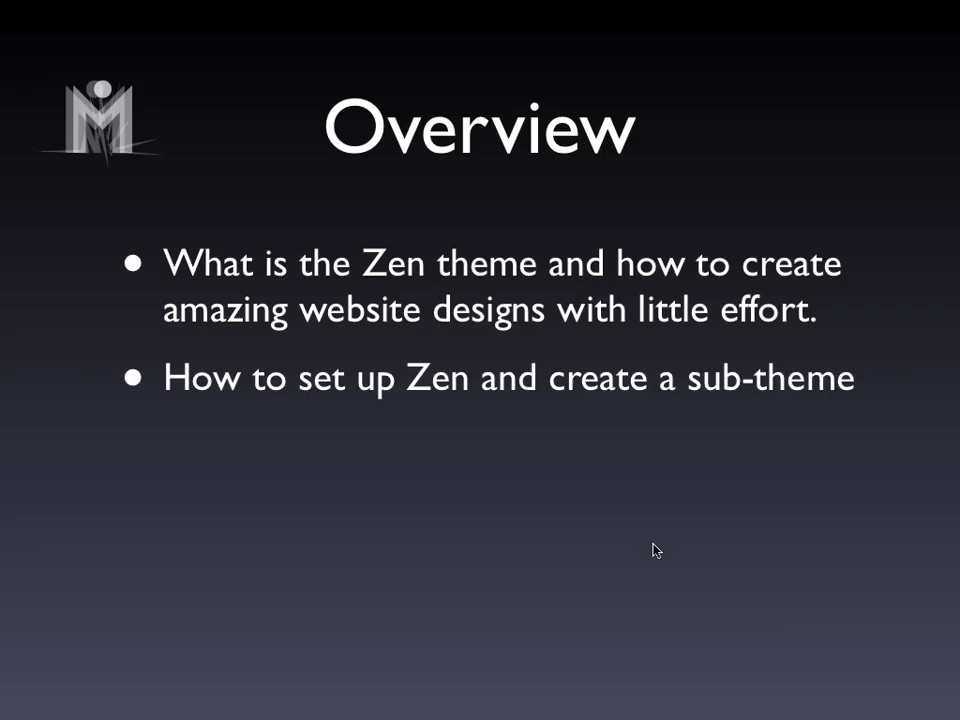 Overview
• What is the Zen theme and how to create
amazing website designs with little effort.
• How to set up Zen and create a sub-theme